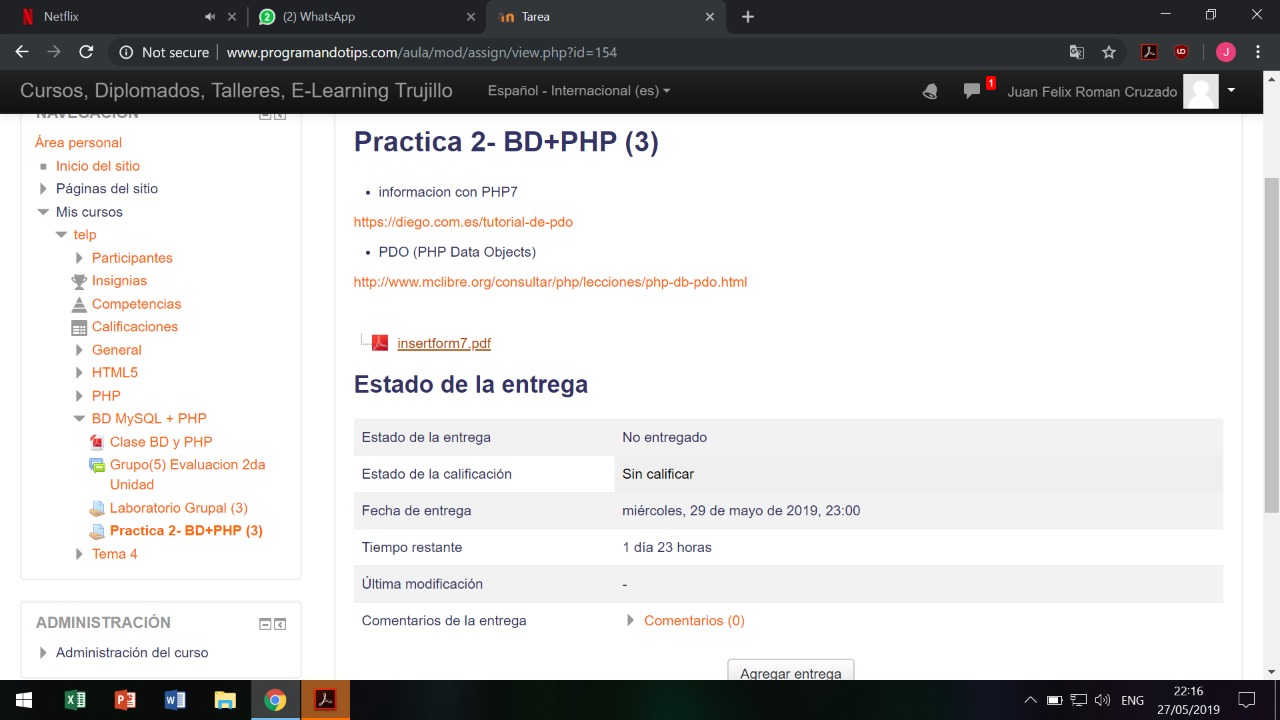 Netflix
(2) WhatsApp
Tarea
Not secure
www.programandotips.com/aula/mod/assign/view.php?id=154
J
Cursos, Diplomados, Talleres, E-Learning Trujillo
Español - Internacional (es)
1
Juan Felix Roman Cruzado
NAVEGACIÓN
Área personal
Inicio del sitio
Páginas del sitio
Mis cursos
telp
Participantes
Insignias
Competencias
Calificaciones
General
HTML5
PHP
BD MySQL + PHP
Clase BD y PHP
Grupo(5) Evaluacion 2da
Unidad
Laboratorio Grupal (3)
Practica 2- BD+PHP (3)
Tema 4
ADMINISTRACIÓN
Administración del curso
Practica 2- BD+PHP (3)
informacion con PHP7
https://diego.com.es/tutorial-de-pdo
PDO (PHP Data Objects)
http://www.mclibre.org/consultar/php/lecciones/php-db-pdo.html
insertform7.pdf
Estado de la entrega
Estado de la entrega No entregado
Estado de la calificación Sin calificar
Fecha de entrega miércoles, 29 de mayo de 2019, 23:00
Tiempo restante 1 día 23 horas
Última modificación -
Comentarios de la entrega Comentarios (0)
Agregar entrega
ENG
22:16
27/05/2019